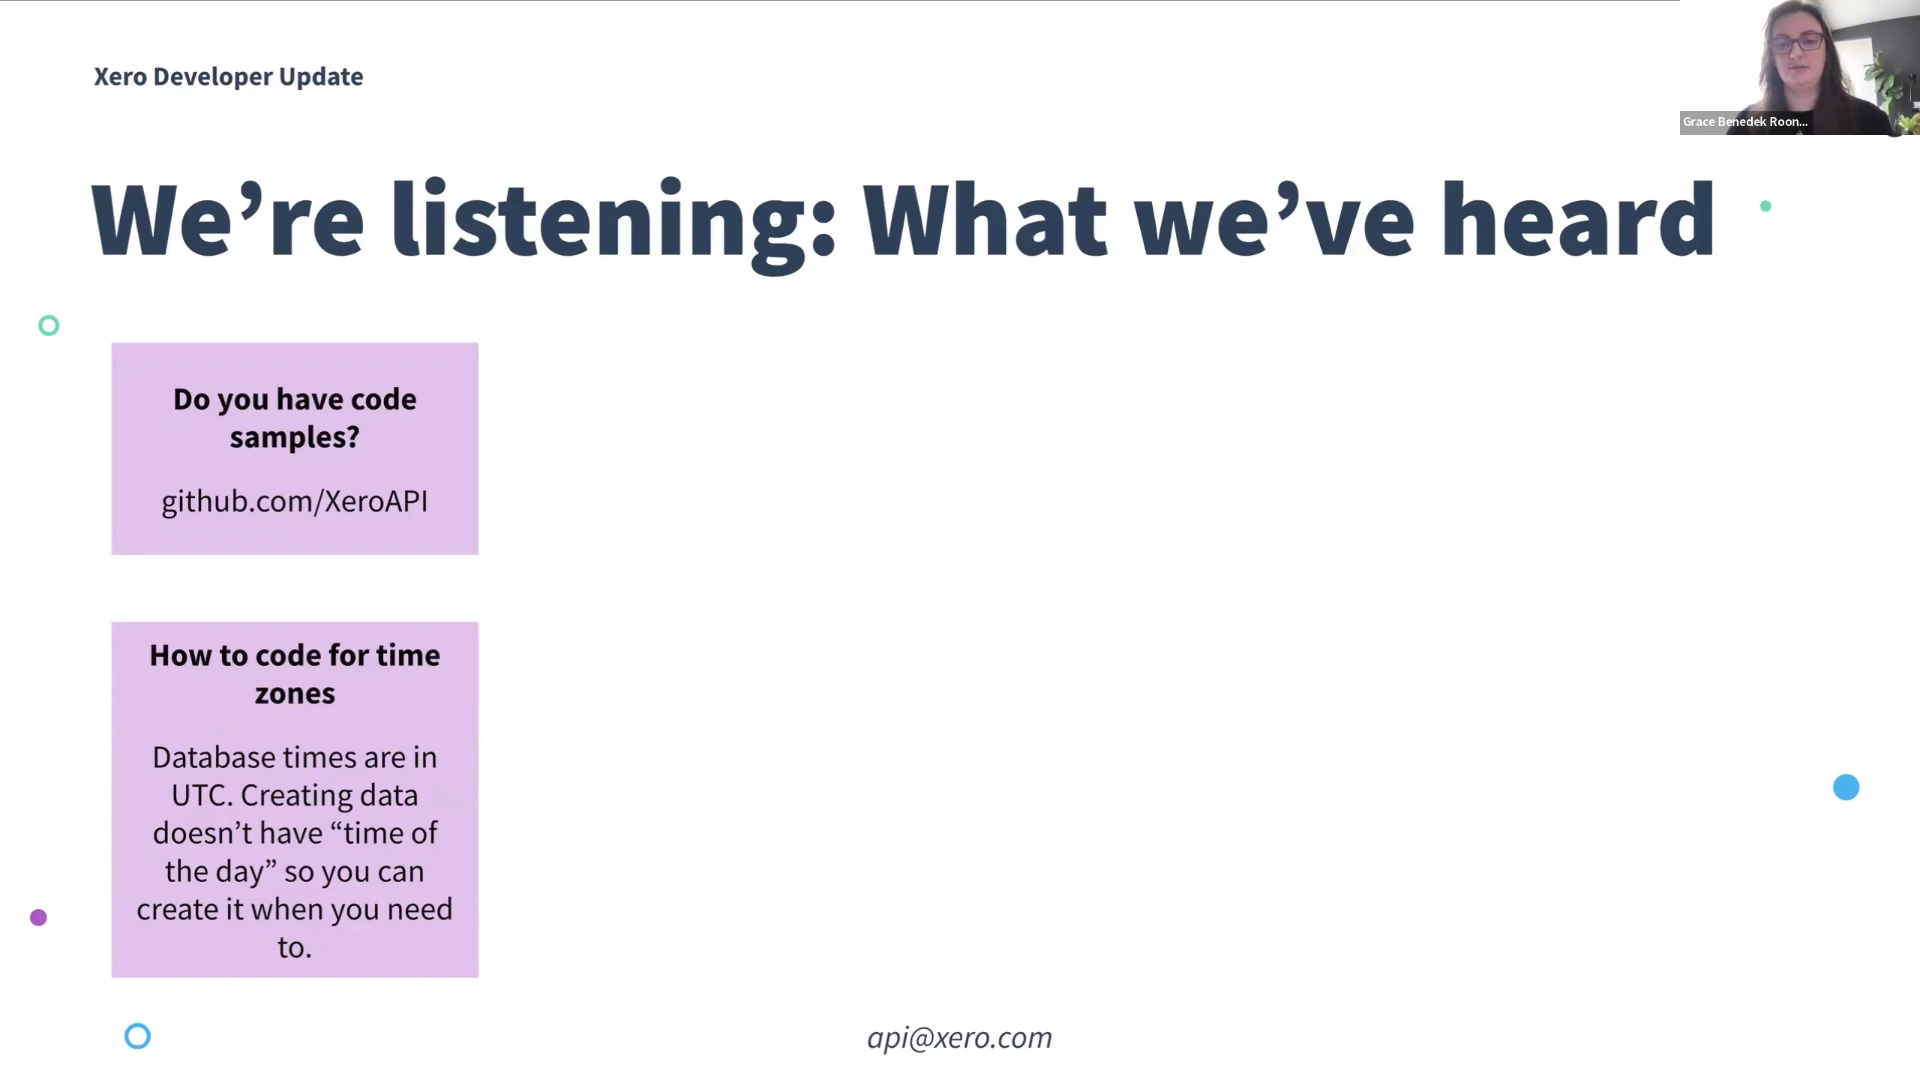 Xero Developer Update
Grace Benedek Roon...
We’re listening: What we’ve heard
Do you have code
samples?
github.com/XeroAPI
How to code for time
zones
Database times are in
UTC. Creating data
doesn’t have “time of
the day” so you can
create it when you need
to.
api@xero.com